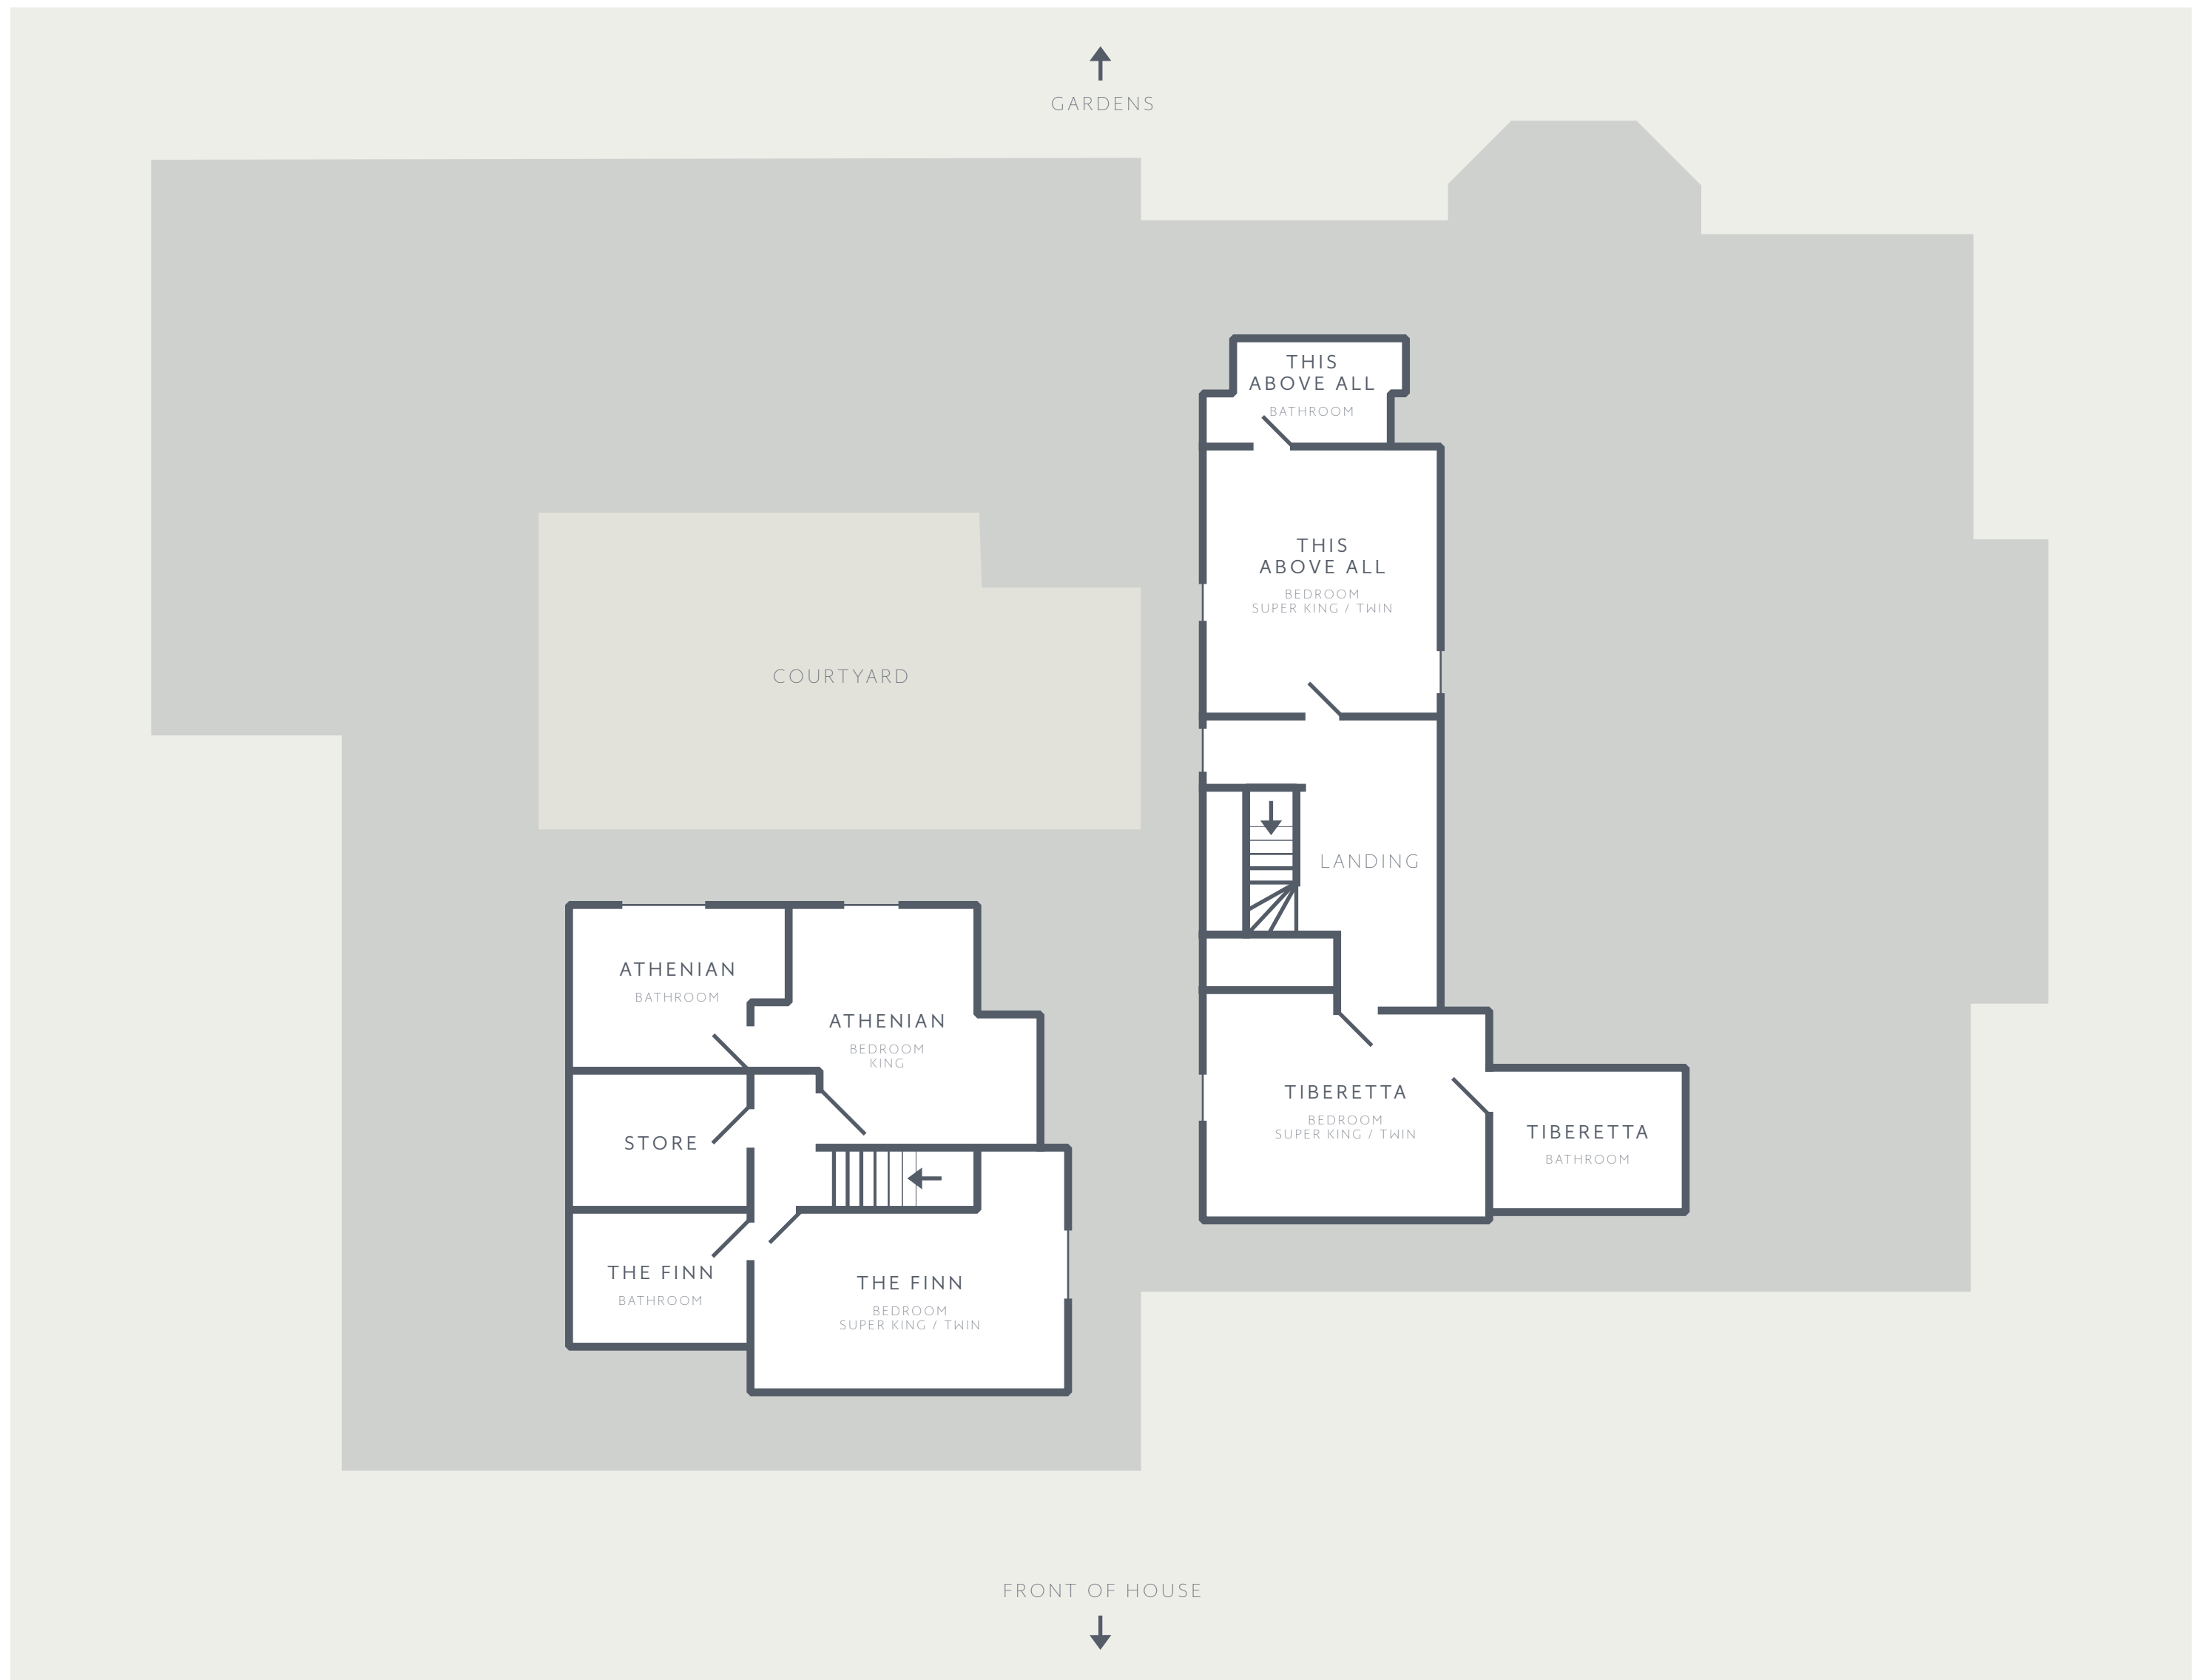 GARDENS
THIS
ABOVE ALL
BATHROOM
THIS
ABOVE ALL
BEDROOM
SUPER KING / TWIN
COURTYARD
LANDING
ATHENIAN
BATHROOM
ATHENIAN
BEDROOM
KING
STORE
TIBERETTA
BEDROOM
SUPER KING / TWIN
TIBERETTA
BATHROOM
THE FINN
BATHROOM
THE FINN
BEDROOM
SUPER KING / TWIN
FRONT OF HOUSE